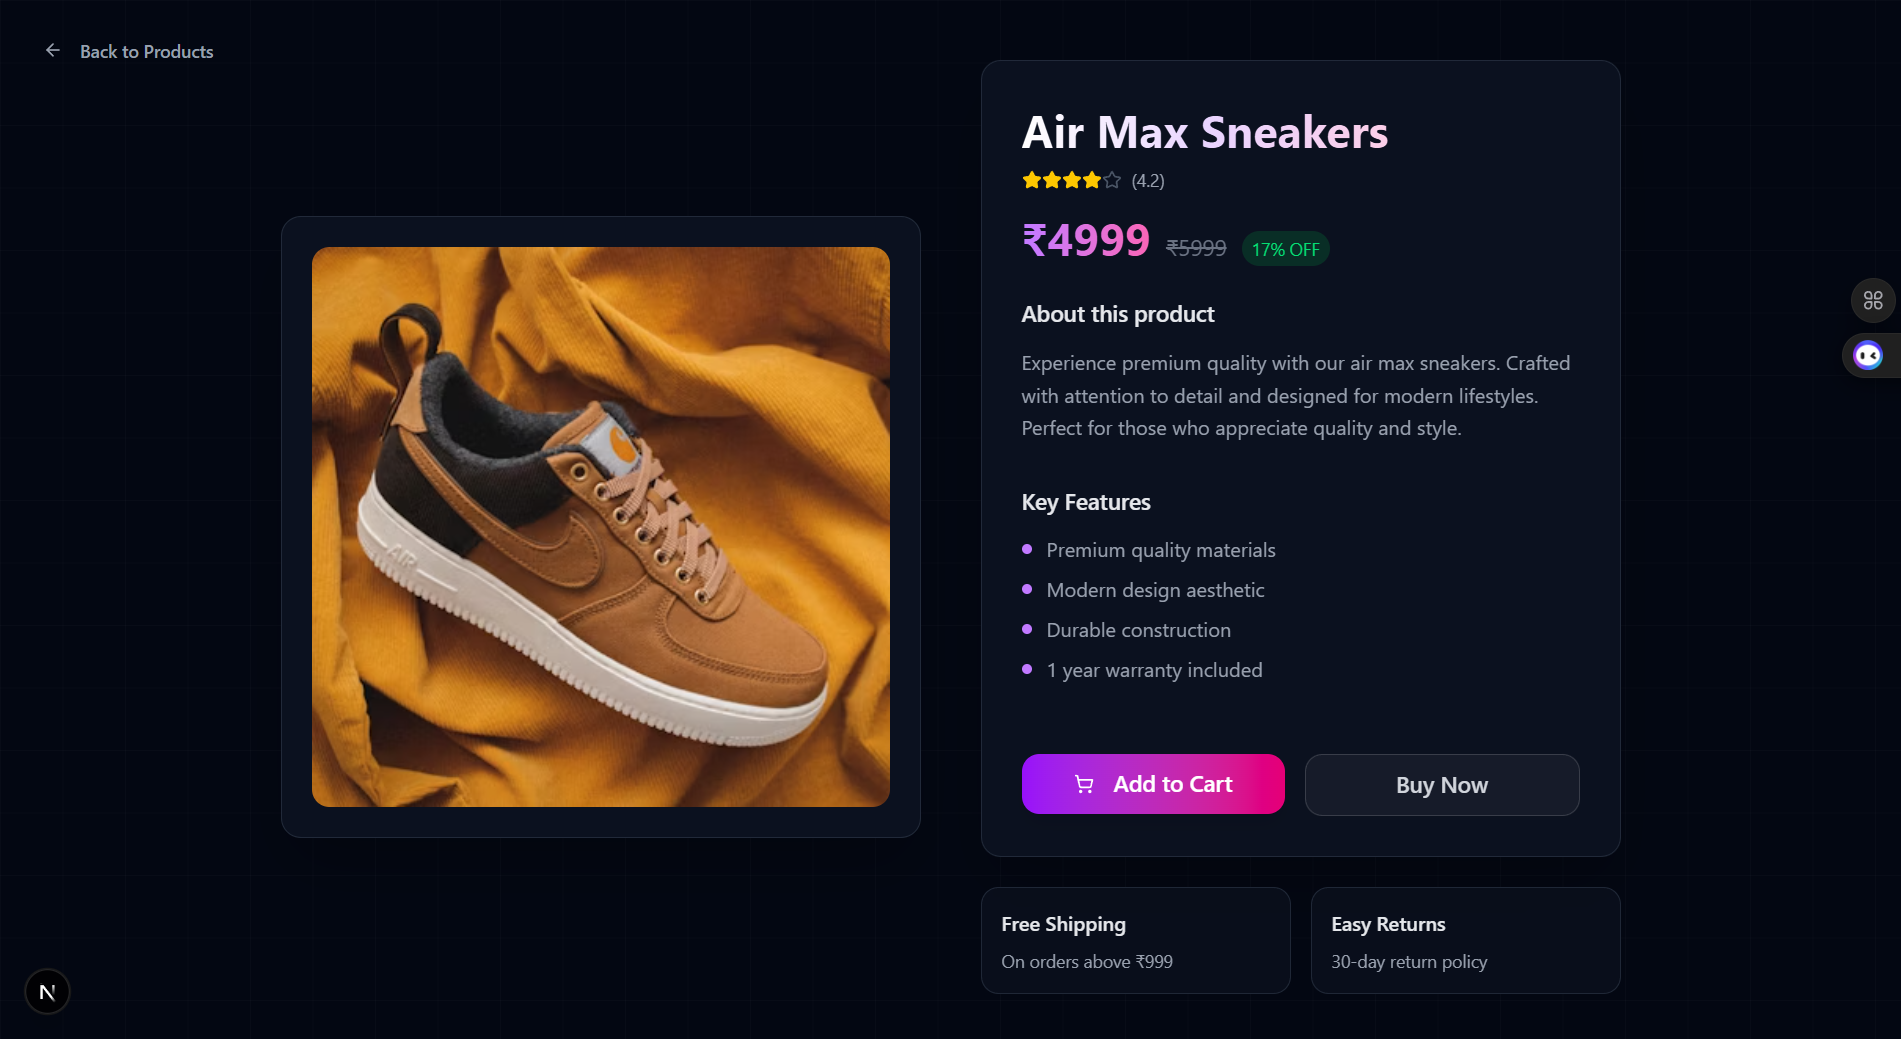 Back to Products
Air Max Sneakers
(4.2)
₹4999 ₹5999 17% OFF
About this product
Experience premium quality with our air max sneakers. Crafted
with attention to detail and designed for modern lifestyles.
Perfect for those who appreciate quality and style.
Key Features
Premium quality materials
Modern design aesthetic
Durable construction
1 year warranty included
Add to Cart
Buy Now
Free Shipping
On orders above ₹999
Easy Returns
30-day return policy
AIR
N